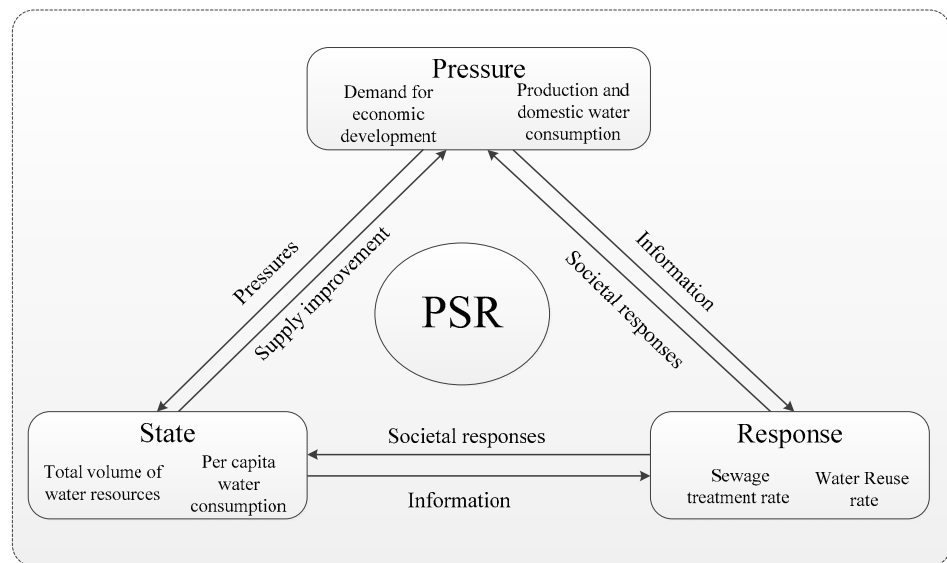 Pressure
Demand for
economic
development
Production and
domestic water
consumption
Pressures
Supply improvement
PSR
Societal responses
Information
State
Total volume of
water resources
Per capita
water
consumption
Societal responses
Information
Response
Sewage
treatment rate
Water Reuse
rate